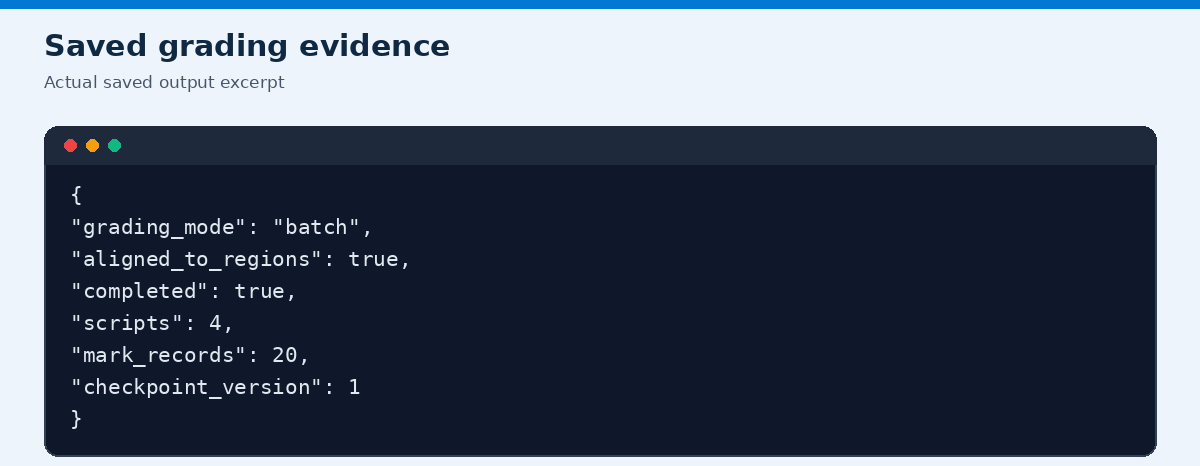 Saved grading evidence
Actual saved output excerpt
{
"grading_mode": "batch",
"aligned_to_regions": true,
"completed": true,
"scripts": 4,
"mark_records": 20,
"checkpoint_version": 1
}